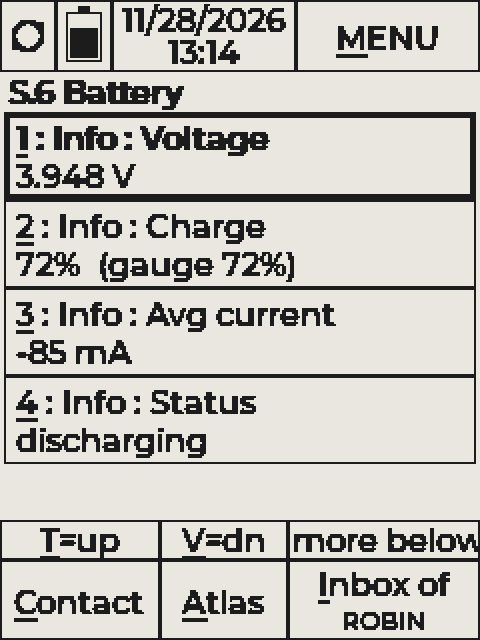 11/28/2026
13:14
MENU
5.6 Battery
1 : Info : Voltage
3.948 V
2 : Info : Charge
72% (gauge 72%)
3 : Info : Avg current
-85 mA
4 : Info : Status
discharging
T=up
V=dn
more below
Contact
Atlas
Inbox of
ROBIN